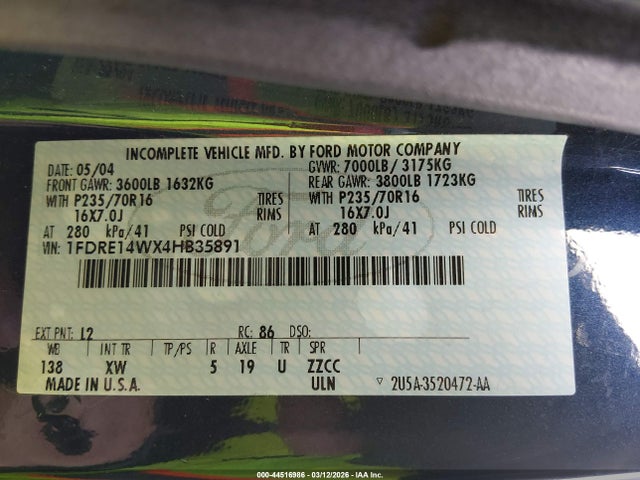 INCOMPLETE VEHICLE MFD. BY FORD MOTOR COMPANY
DATE: 05/04 GVWR: 7000LB / 3175KG
FRONT GAWR: 3600LB 1632KG REAR GAWR: 3800LB 1723KG
WITH P235/70R16 TIRES WITH P235/70R16 TIRES
16X7.0J RIMS 16X7.0J RIMS
AT 280 kPa/41 PSI COLD AT 280 kPa/41 PSI COLD
VIN: 1FDRE14WX4HB35891
Ford
EXT PNT: L2 RC: 86 DSO:
WB INT TR TP/PS R AXLE TR SPR
138 XW 5 19 U ZZCC
MADE IN U.S.A. ULN 2U5A-3520472-AA
000-44516986 - 03/12/2026 - IAA Inc.